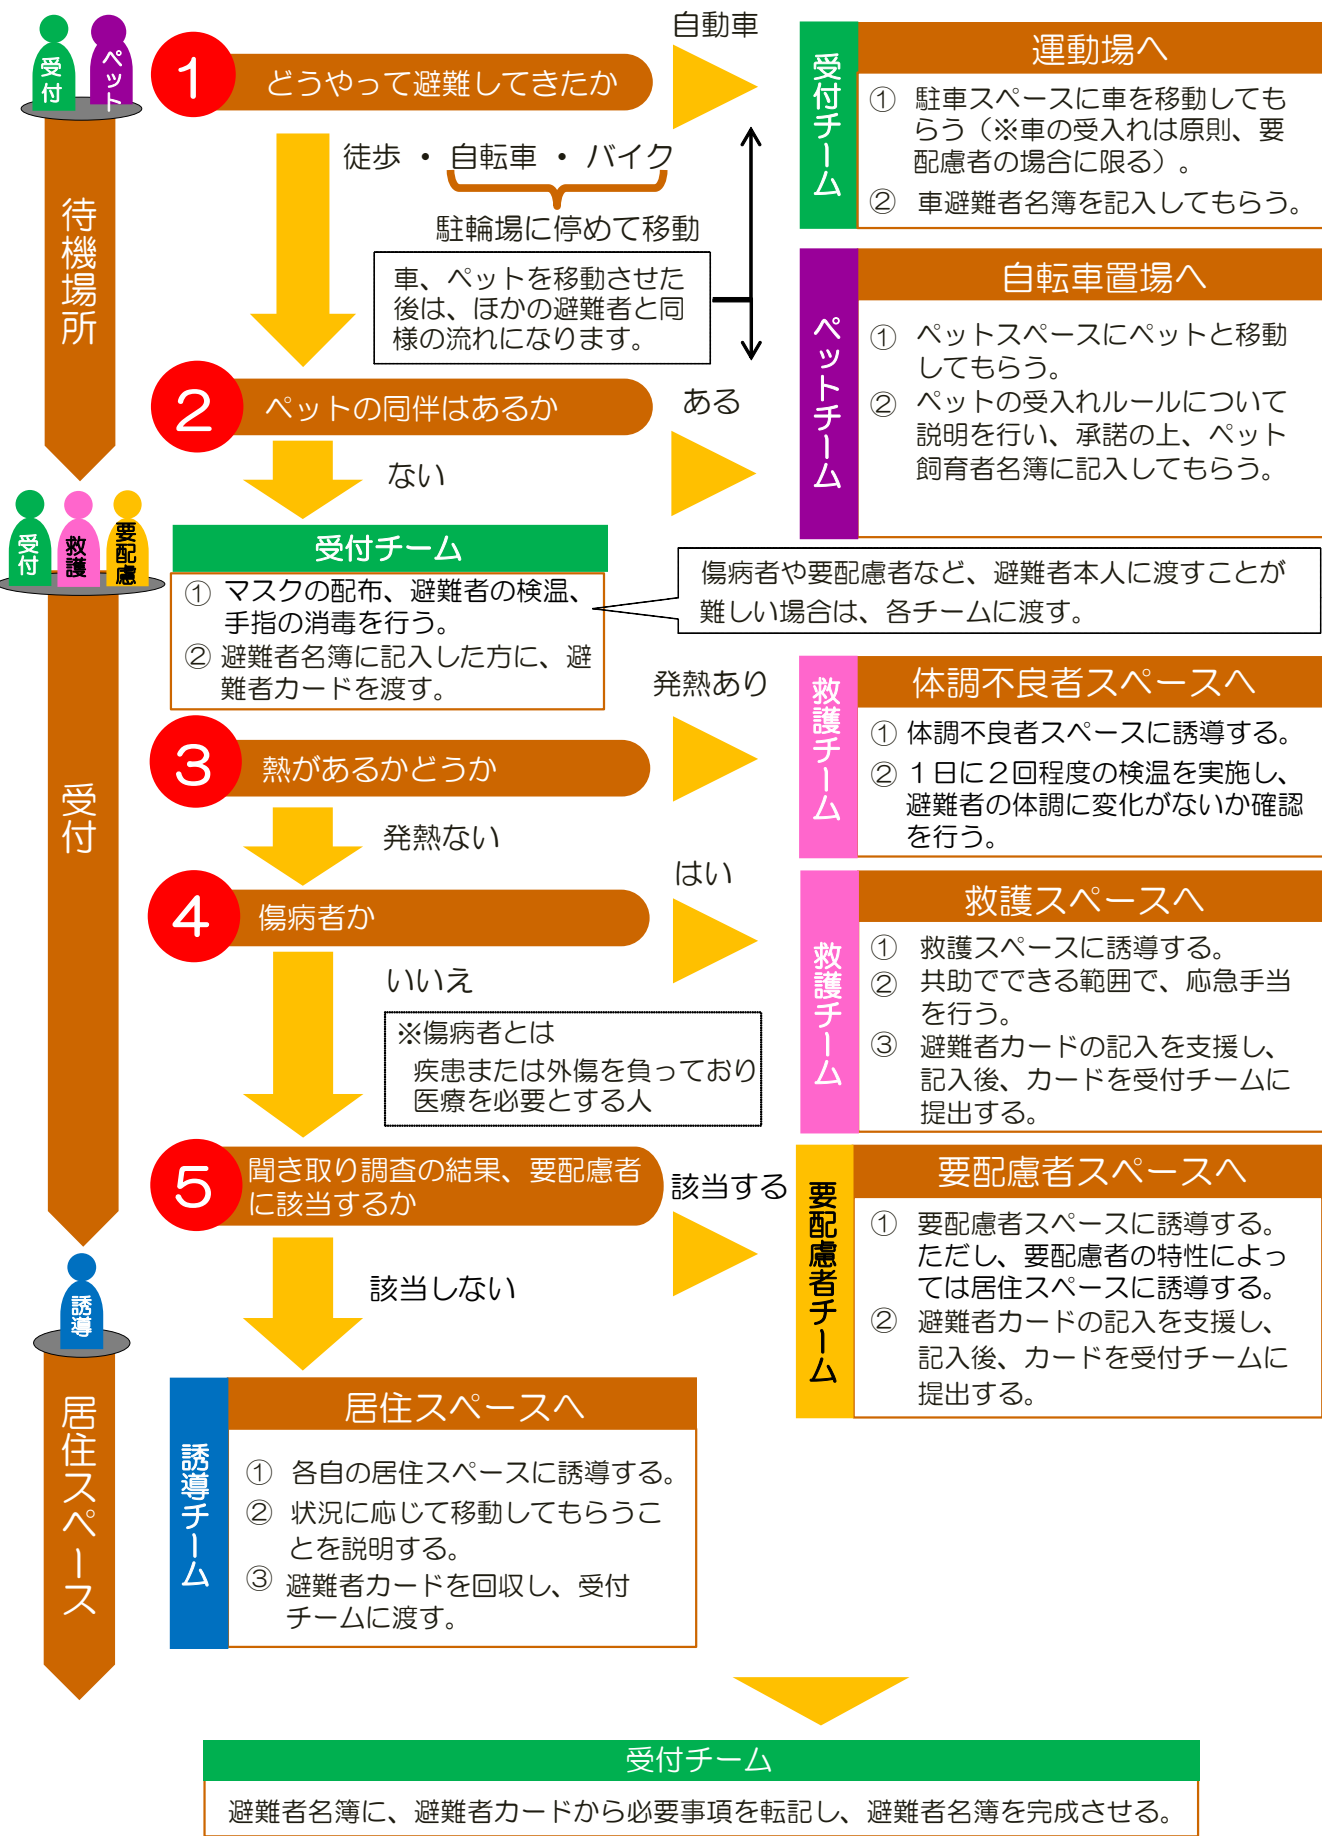 受付
ペット
待機場所
1
どうやって避難してきたか
自動車
徒歩 ・ 自転車 ・ バイク
駐輪場に停めて移動
車、ペットを移動させた
後は、ほかの避難者と同
様の流れになります。
受付チーム
運動場へ
① 駐車スペースに車を移動しても
らう（※車の受入れは原則、要
配慮者の場合に限る）。
② 車避難者名簿を記入してもらう。
2
ペットの同伴はあるか
ある
ない
ペットチーム
自転車置場へ
① ペットスペースにペットと移動
してもらう。
② ペットの受入れルールについて
説明を行い、承諾の上、ペット
飼育者名簿に記入してもらう。
受付
救護
要配慮
受付
受付チーム
① マスクの配布、避難者の検温、
手指の消毒を行う。
② 避難者名簿に記入した方に、避
難者カードを渡す。
傷病者や要配慮者など、避難者本人に渡すことが
難しい場合は、各チームに渡す。
3
熱があるかどうか
発熱あり
発熱ない
救護チーム
体調不良者スペースへ
① 体調不良者スペースに誘導する。
② １日に２回程度の検温を実施し、
避難者の体調に変化がないか確認
を行う。
4
傷病者か
はい
いいえ
※傷病者とは
疾患または外傷を負っており
医療を必要とする人
救護チーム
救護スペースへ
① 救護スペースに誘導する。
② 共助でできる範囲で、応急手当
を行う。
③ 避難者カードの記入を支援し、
記入後、カードを受付チームに
提出する。
5
聞き取り調査の結果、要配慮者
に該当するか
該当する
該当しない
要配慮者チーム
要配慮者スペースへ
① 要配慮者スペースに誘導する。
ただし、要配慮者の特性によっ
ては居住スペースに誘導する。
② 避難者カードの記入を支援し、
記入後、カードを受付チームに
提出する。
誘導
居住スペース
誘導チーム
居住スペースへ
① 各自の居住スペースに誘導する。
② 状況に応じて移動してもらうこ
とを説明する。
③ 避難者カードを回収し、受付
チームに渡す。
受付チーム
避難者名簿に、避難者カードから必要事項を転記し、避難者名簿を完成させる。